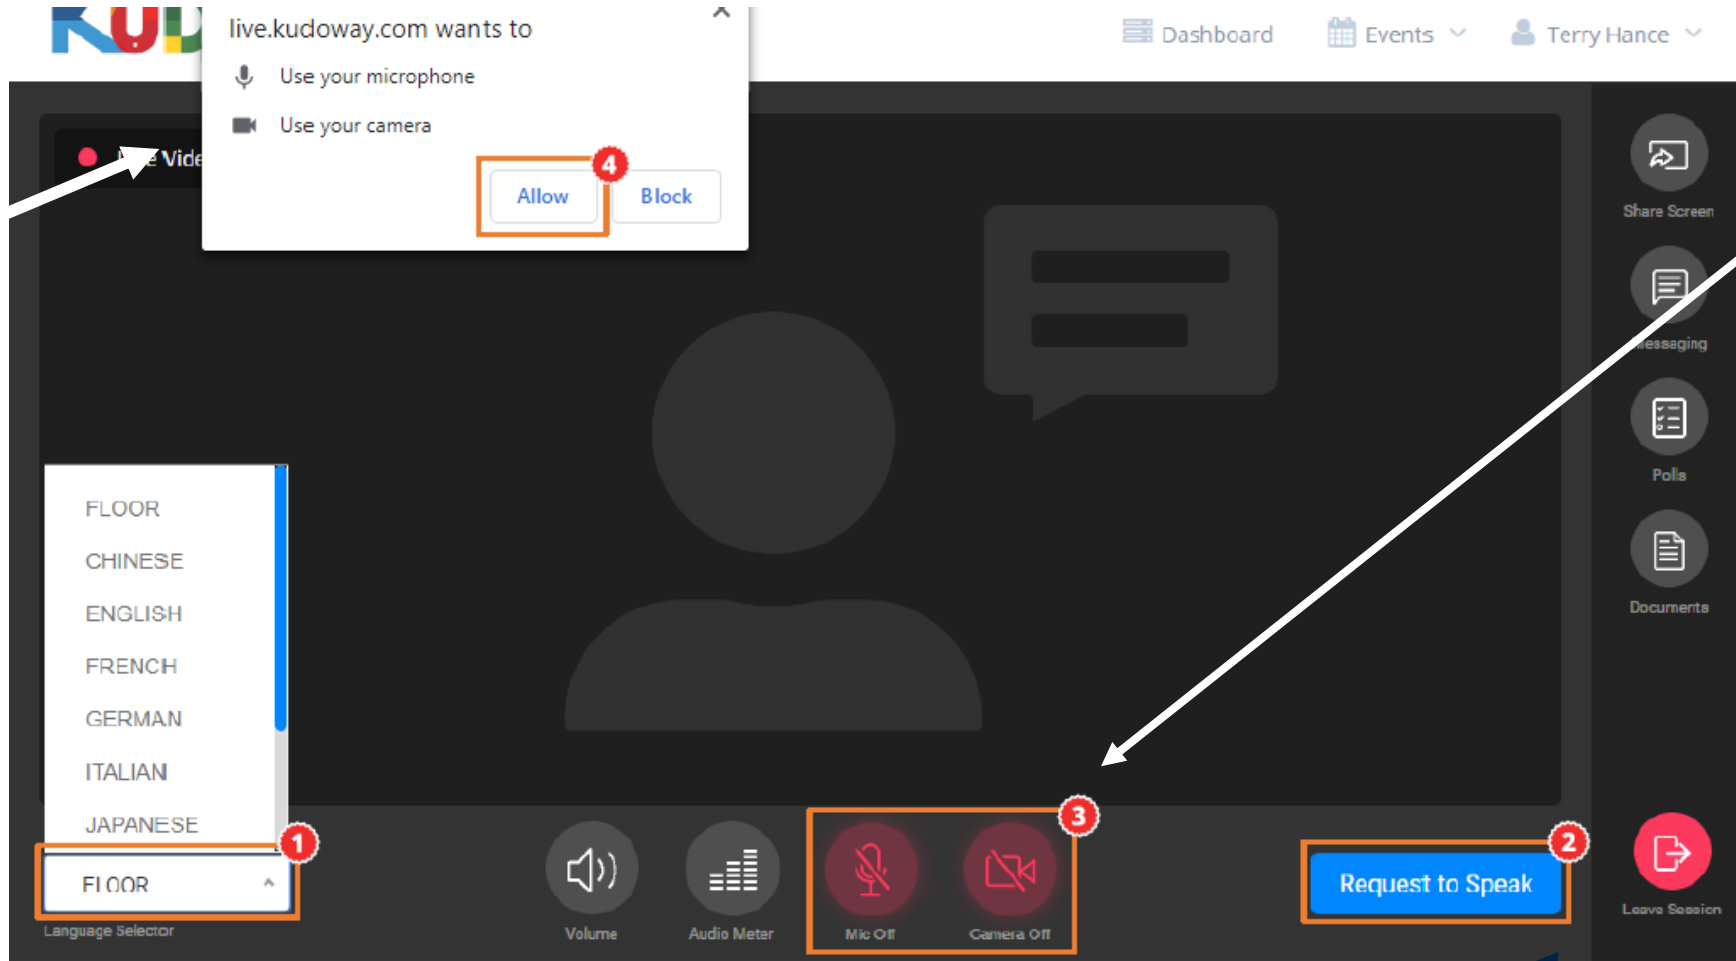 KUD
live.kudoway.com wants to
Use your microphone
Use your camera
Allow
Block
4
Dashboard
Events
Terry Hance
Share Screen
Messaging
Polls
Documents
FLOOR
CHINESE
ENGLISH
FRENCH
GERMAN
ITALIAN
JAPANESE
1
FLOOR
Language Selector
Volume
Audio Meter
Mic Off
Camera Off
3
2
Request to Speak
Leave Session